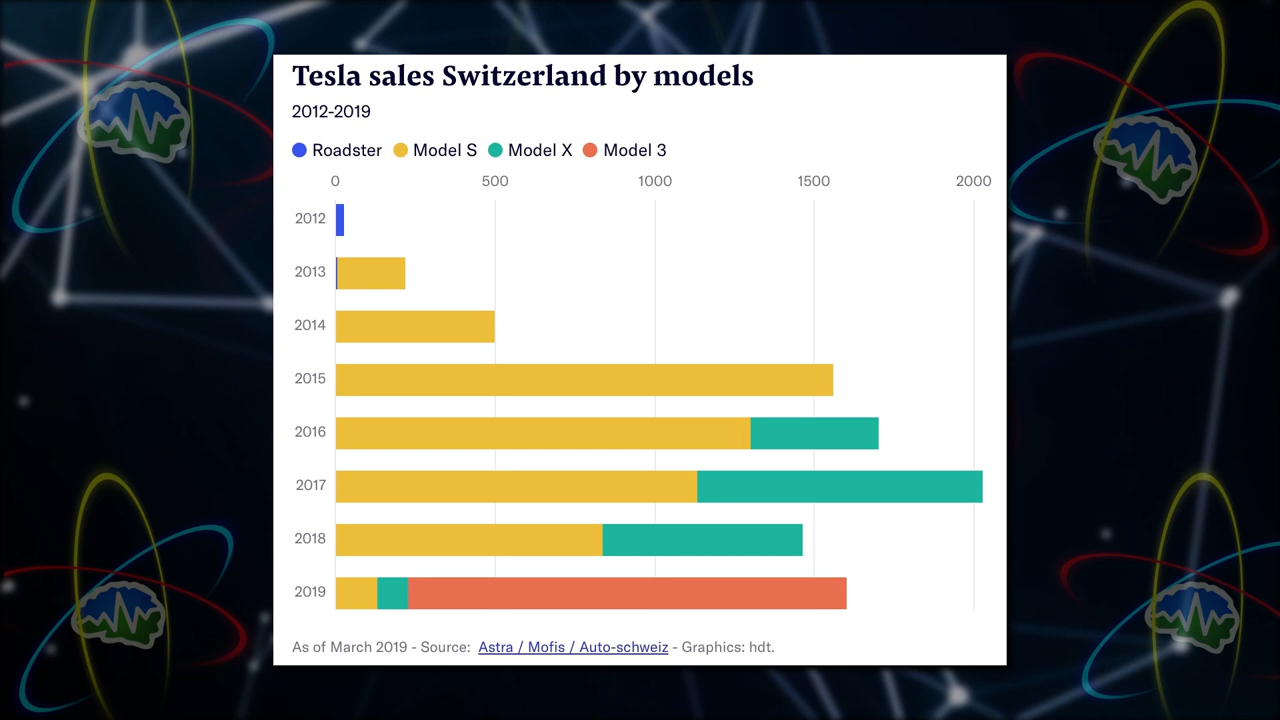 Tesla sales Switzerland by models
2012-2019
Roadster Model S Model X Model 3
0 500 1000 1500 2000
2012
2013
2014
2015
2016
2017
2018
2019
As of March 2019 - Source: Astra / Mofis / Auto-schweiz - Graphics: hdt.